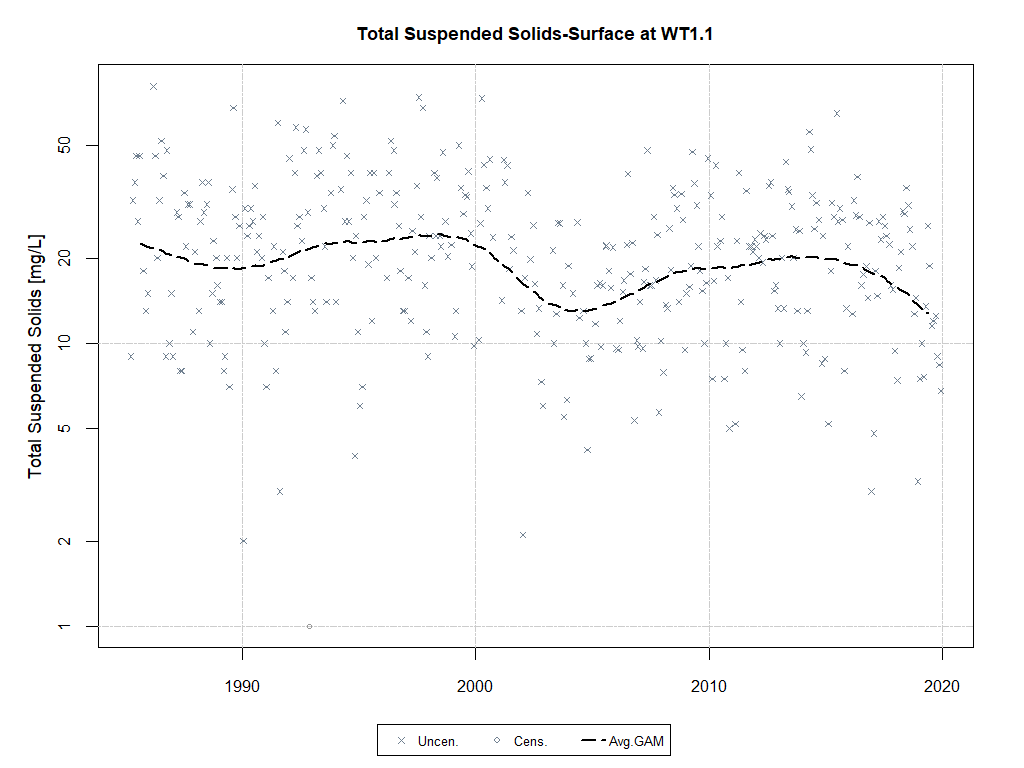 Total Suspended Solids-Surface at WT1.1
Total Suspended Solids [mg/L]
50
20
10
5
2
1
1990 2000 2010 2020
Uncen. Cens. Avg.GAM